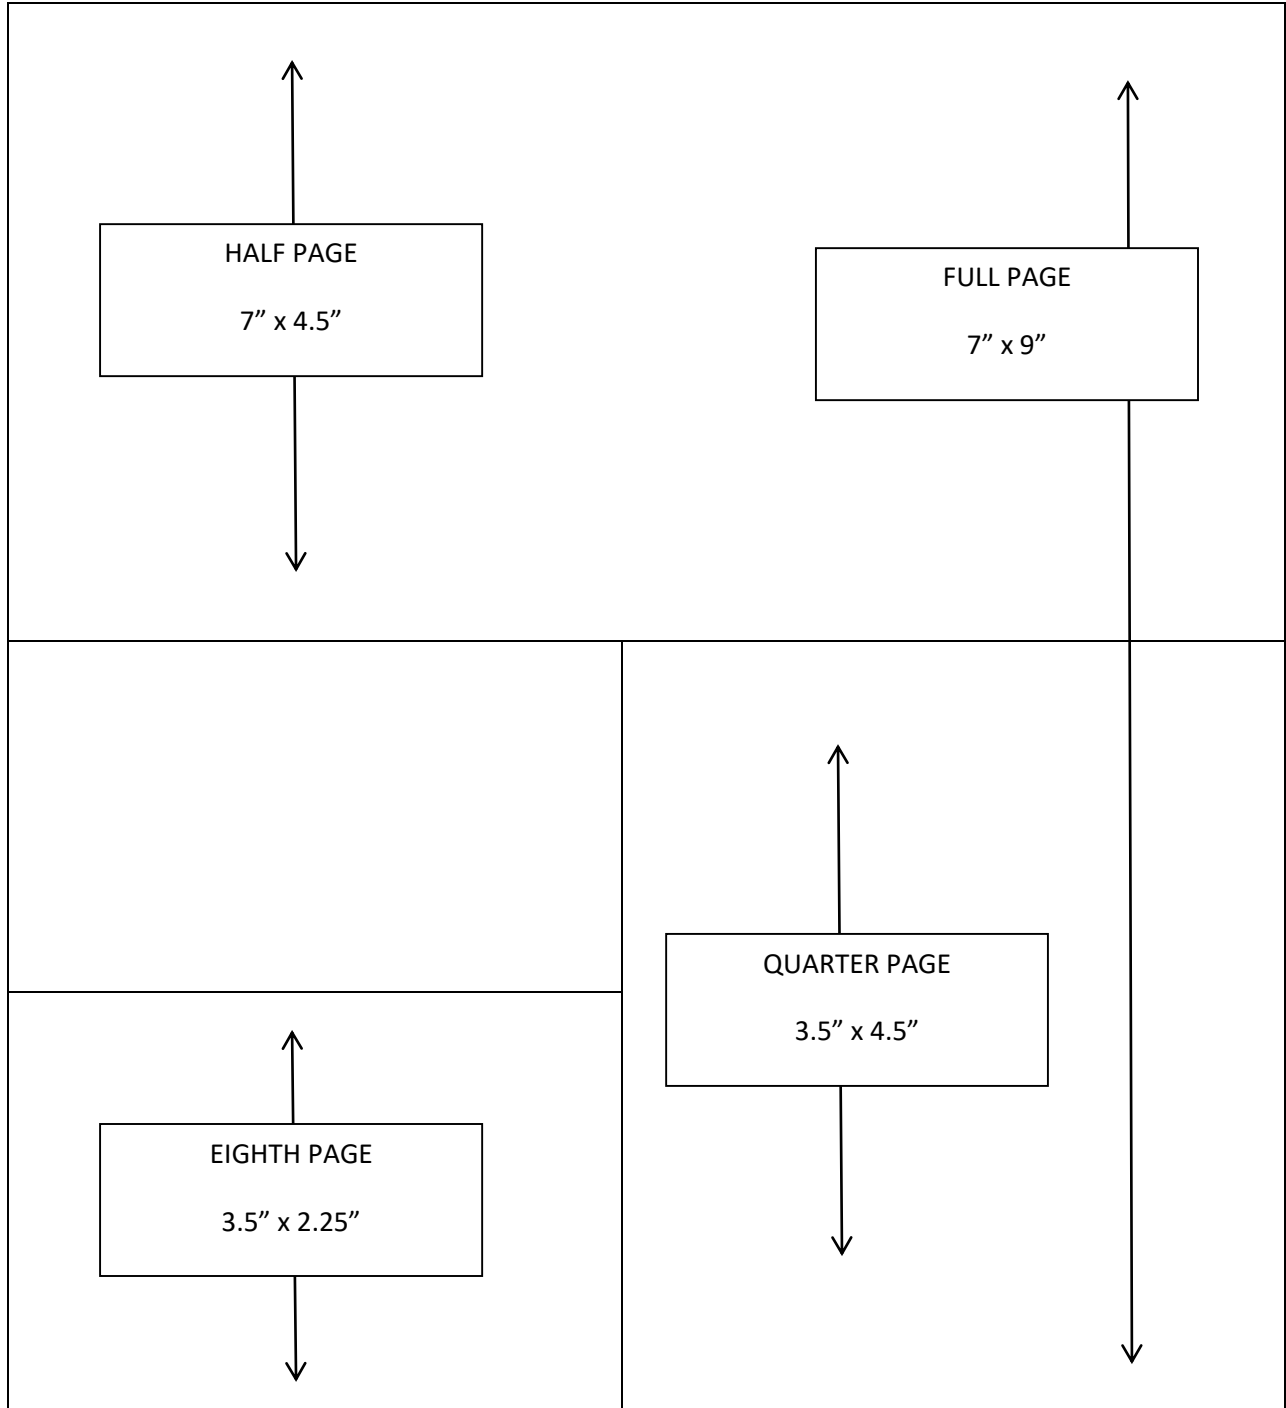 HALF PAGE
7” x 4.5”
FULL PAGE
7” x 9”
QUARTER PAGE
3.5” x 4.5”
EIGHTH PAGE
3.5” x 2.25”